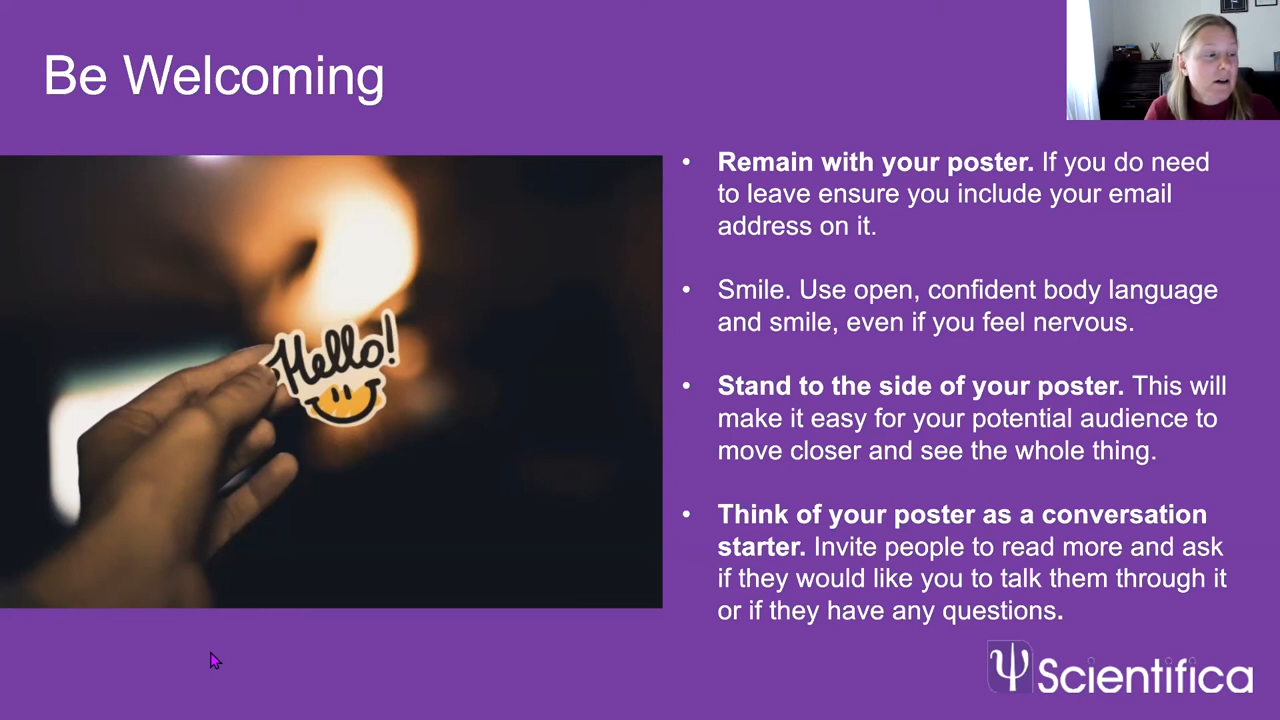 Be Welcoming
Hello!
• Remain with your poster. If you do need
to leave ensure you include your email
address on it.
• Smile. Use open, confident body language
and smile, even if you feel nervous.
• Stand to the side of your poster. This will
make it easy for your potential audience to
move closer and see the whole thing.
• Think of your poster as a conversation
starter. Invite people to read more and ask
if they would like you to talk them through it
or if they have any questions.
ψ Scientifica